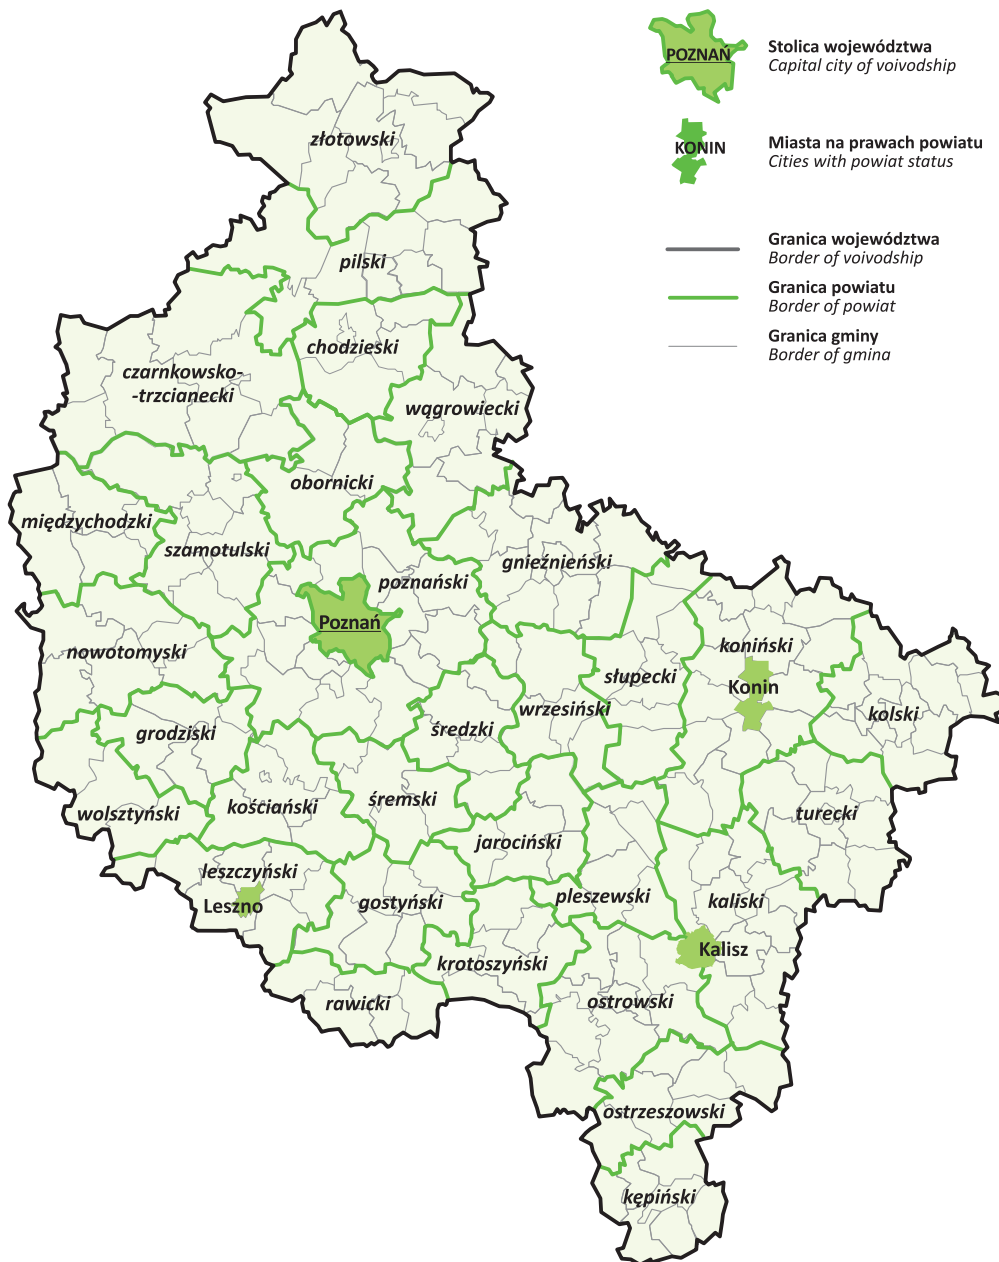 POZNAŃ
Stolica województwa
Capital city of voivodship
KONIN
Miasta na prawach powiatu
Cities with powiat status
Granica województwa
Border of voivodship
Granica powiatu
Border of powiat
Granica gminy
Border of gmina
złotowski
pilski
chodzieski
czarnkowsko-
-trzcianecki
wągrowiecki
obornicki
międzychodzki
szamotulski
gnieźnieński
poznański
Poznań
nowotomyski
koniński
słupecki
Konin
wrzesiński
kolski
średzki
grodziski
śremski
kościański
wolsztyński
turecki
jarociński
leszczyński
Leszno
gostyński
pleszewski
kaliski
Kalisz
krotoszyński
rawicki
ostrowski
ostrzeszowski
kępiński